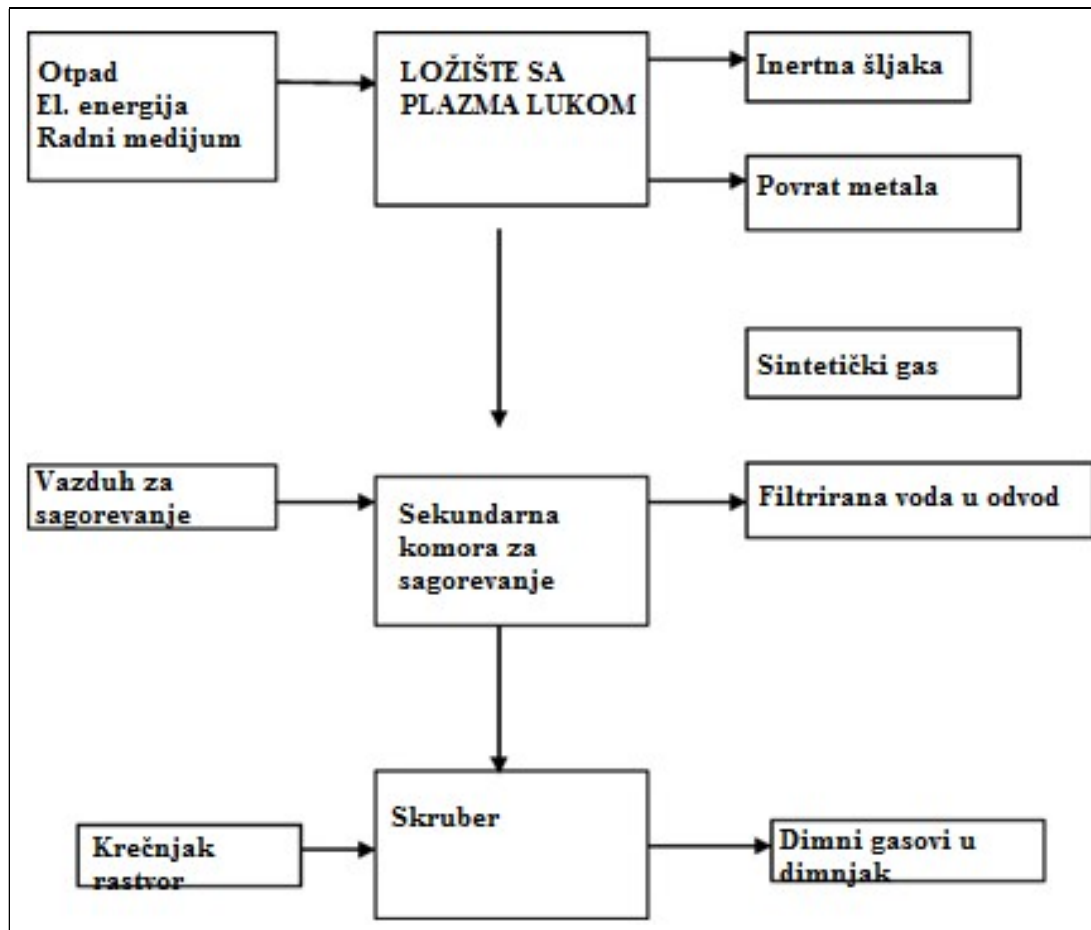 Otpad
El. energija
Radni medijum
LOŽIŠTE SA
PLAZMA LUKOM
Inertna šljaka
Povrat metala
Sintetički gas
Vazduh za
sagorevanje
Sekundarna
komora za
sagorevanje
Filtrirana voda u odvod
Krečnjak
rastvor
Skruber
Dimni gasovi u
dimnjak